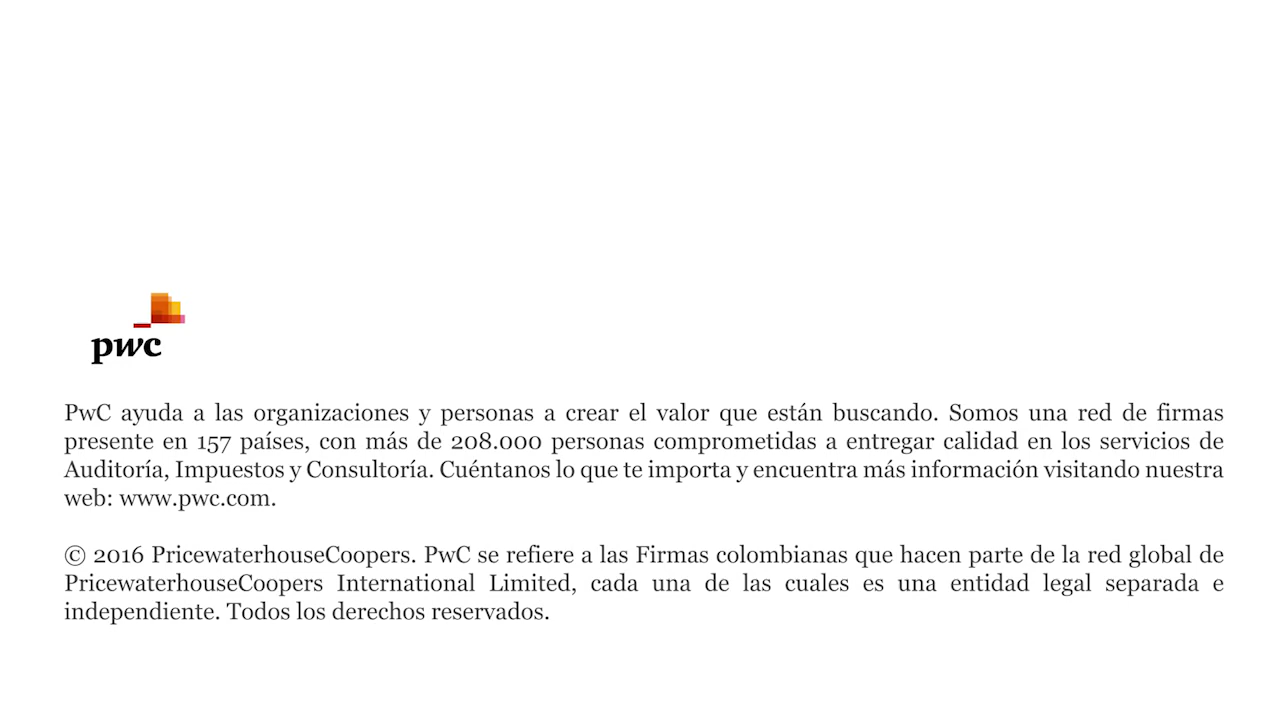 pwc
PwC ayuda a las organizaciones y personas a crear el valor que están buscando. Somos una red de firmas
presente en 157 países, con más de 208.000 personas comprometidas a entregar calidad en los servicios de
Auditoría, Impuestos y Consultoría. Cuéntanos lo que te importa y encuentra más información visitando nuestra
web: www.pwc.com.
© 2016 PricewaterhouseCoopers. PwC se refiere a las Firmas colombianas que hacen parte de la red global de
PricewaterhouseCoopers International Limited, cada una de las cuales es una entidad legal separada e
independiente. Todos los derechos reservados.